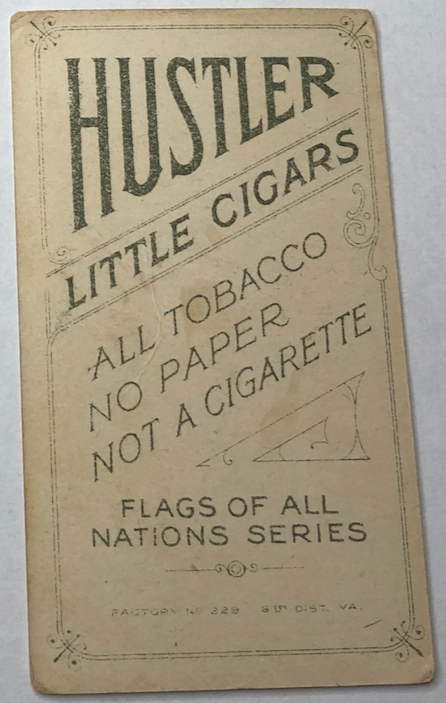 HUSTLER
LITTLE CIGARS
ALL TOBACCO
NO PAPER
NOT A CIGARETTE
FLAGS OF ALL
NATIONS SERIES
FACTORY No 229 6TH DIST. VA.